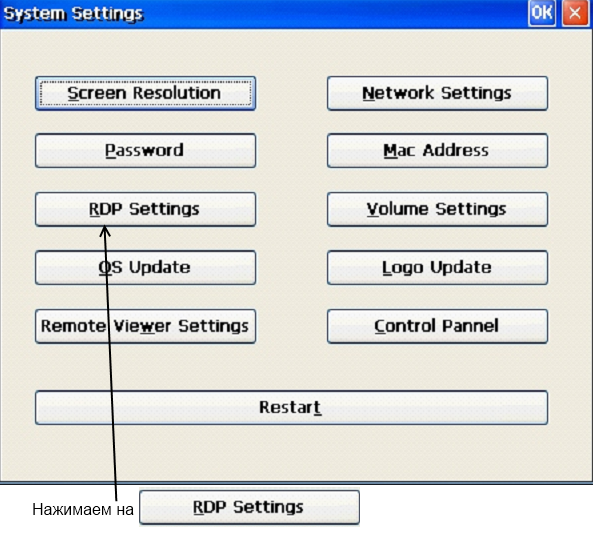 System Settings OK
Screen Resolution Network Settings
Password Mac Address
RDP Settings Volume Settings
OS Update Logo Update
Remote Viewer Settings Control Pannel
Restart
Нажимаем на RDP Settings